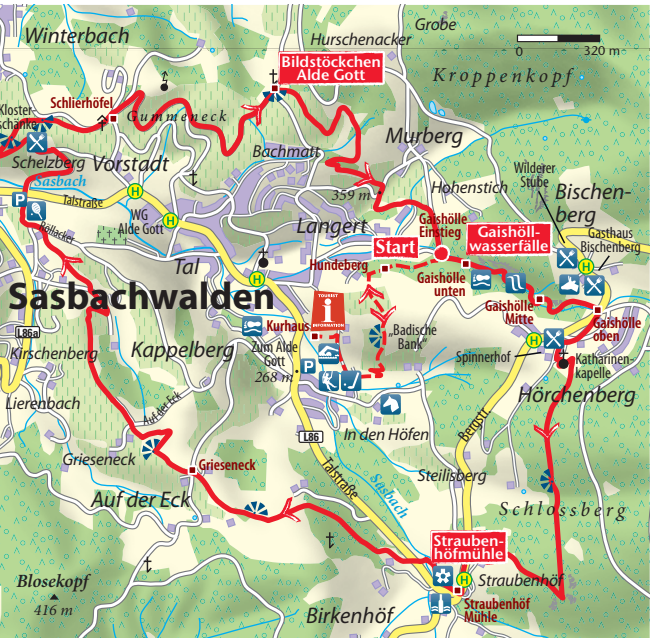 Winterbach
Hurschenacker
Grobe
0
320 m
Bildstöckchen
Alde Gott
Kroppenkopf
Schlierhöfel
Kloster-
schänke
Gummeneck
Murberg
Schelzberg
Vorstadt
Bachmatt
Wilderer
Stube
Bischen-
berg
Sasbach
359 m
Hohenstich
P
Talstraße
H
WG
Alde Gott
H
Röllacker
Langert
Gaishölle
Einstieg
Gaishöll-
wasserfälle
Gasthaus
Bischenberg
Start
Tal
Hundeberg
H
Gaishölle
unten
H
Sasbachwalden
TOURIST
i
INFORMATION
Gaishölle
Mitte
Gaishölle
oben
L86a
Kurhaus
„Badische
Bank“
Kirschenberg
Kappelberg
Zum Alde
Gott
268 m
P
H
Spinnerhof
Katharinen-
kapelle
Hörchenberg
Lierenbach
Auf der Eck
L86
In den Höfen
Bergstr.
Grieseneck
Grieseneck
Talstraße
Sasbach
Steilisberg
Auf der Eck
Schlossberg
Strauben-
höfmühle
Blosekopf
416 m
H
Straubenhöf
Straubenhöf
Mühle
Birkenhöf